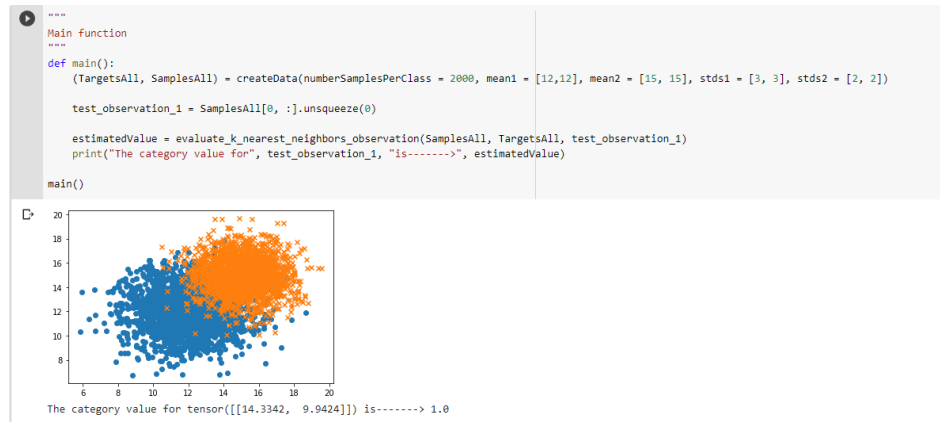 """
Main function
"""
def main():
(TargetsAll, SamplesAll) = createData(numberSamplesPerClass = 2000, mean1 = [12,12], mean2 = [15, 15], stds1 = [3, 3], stds2 = [2, 2])
test_observation_1 = SamplesAll[0, :].unsqueeze(0)
estimatedValue = evaluate_k_nearest_neighbors_observation(SamplesAll, TargetsAll, test_observation_1)
print("The category value for", test_observation_1, "is------->", estimatedValue)
main()
20
18
16
14
12
10
8
6 8 10 12 14 16 18 20
The category value for tensor([[14.3342, 9.9424]]) is-------> 1.0